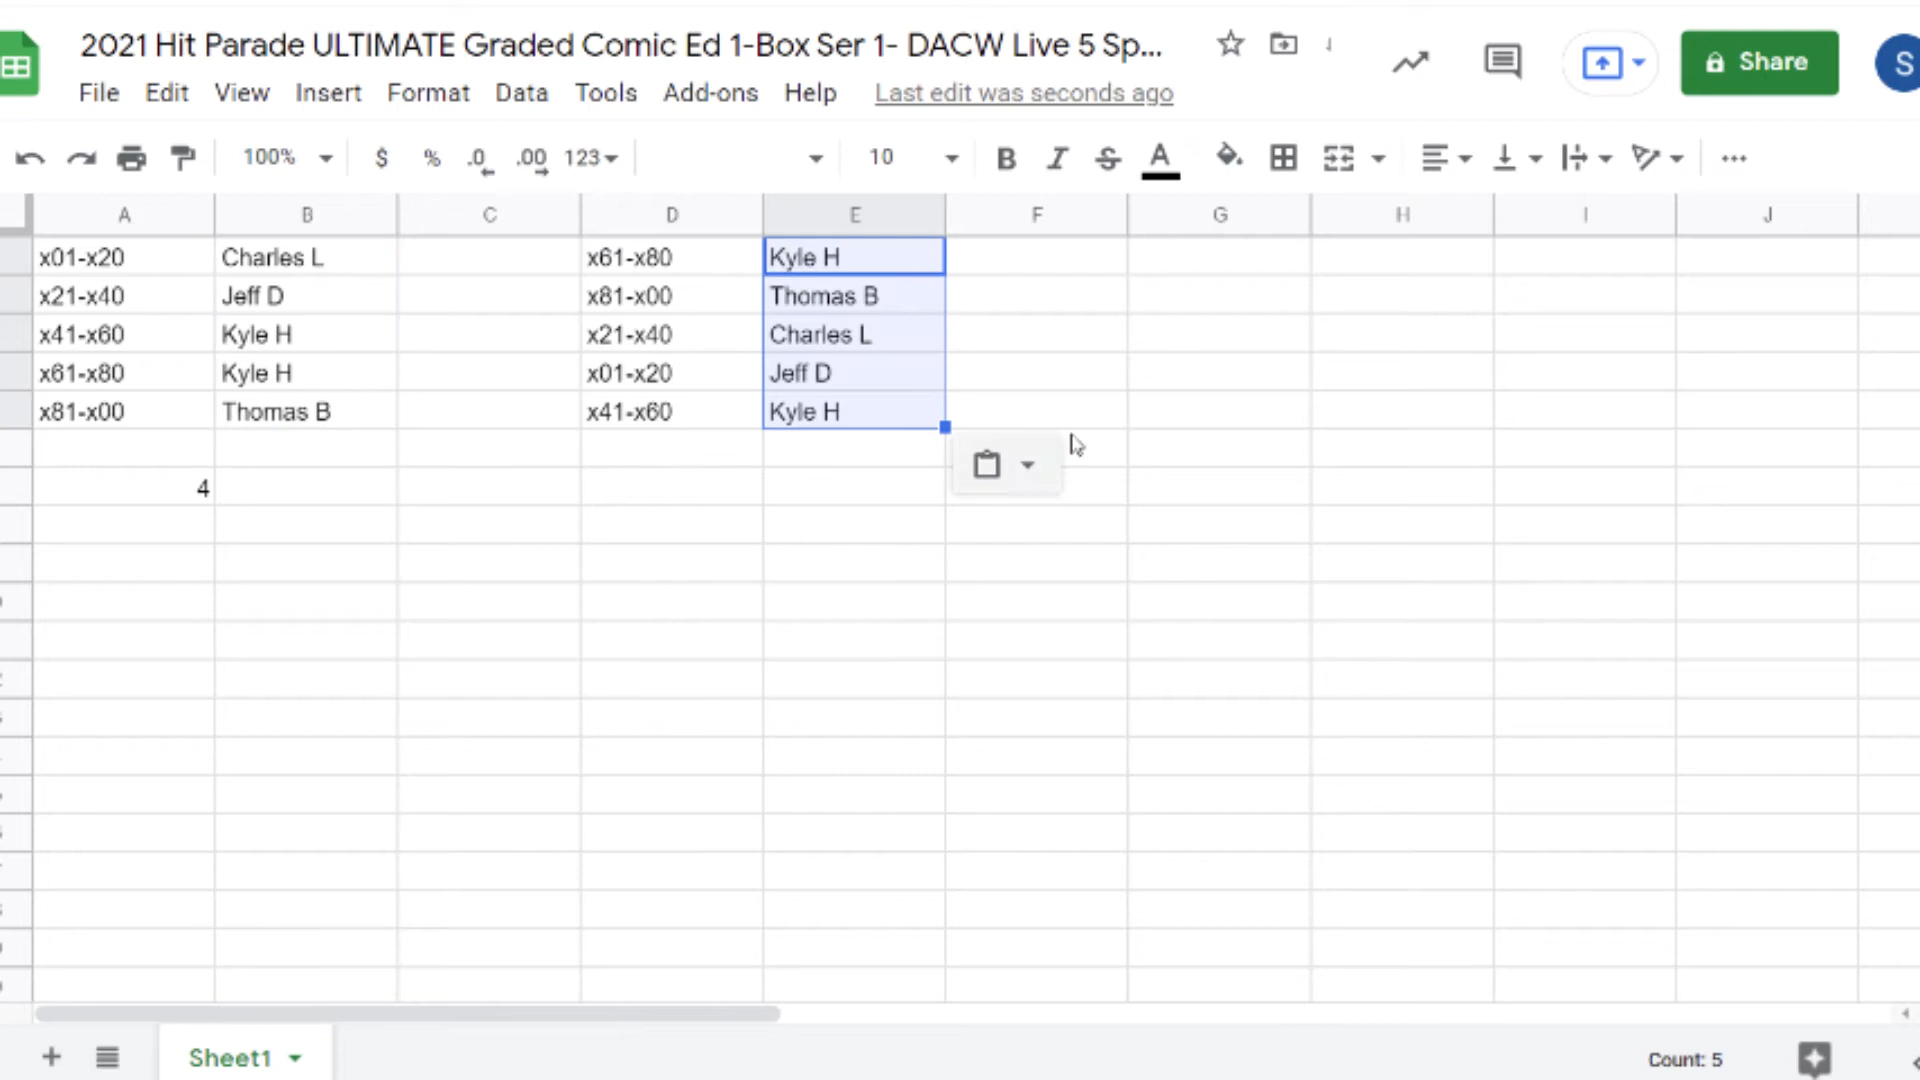 2021 Hit Parade ULTIMATE Graded Comic Ed 1-Box Ser 1- DACW Live 5 Sp...
Share
S
File Edit View Insert Format Data Tools Add-ons Help Last edit was seconds ago
100% $ % .0 .00 123 10 B I S A
A B C D E F G H I J
x01-x20 Charles L x61-x80 Kyle H
x21-x40 Jeff D x81-x00 Thomas B
x41-x60 Kyle H x21-x40 Charles L
x61-x80 Kyle H x01-x20 Jeff D
x81-x00 Thomas B x41-x60 Kyle H
4
Sheet1
Count: 5